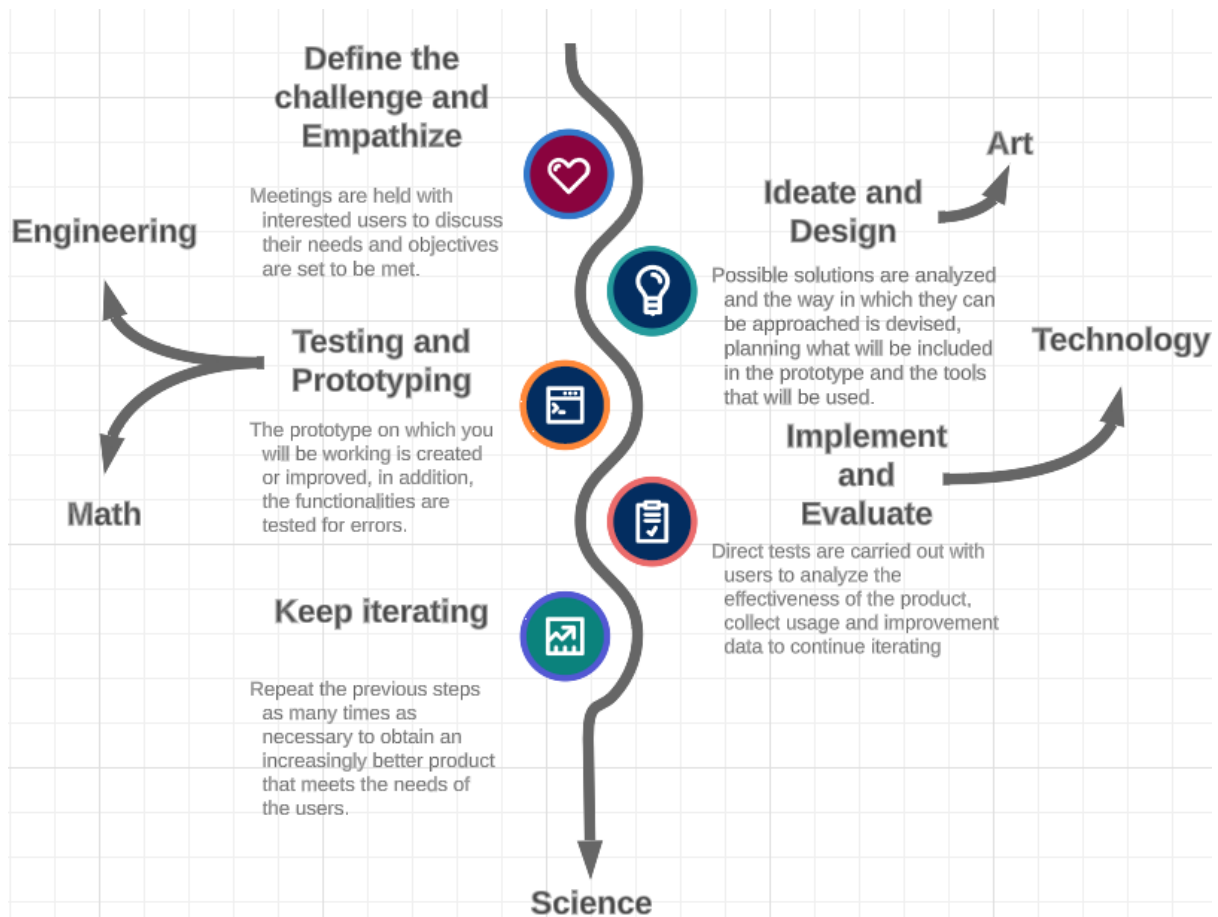 Define the
challenge and
Empathize
Meetings are held with
interested users to discuss
their needs and objectives
are set to be met.
Art
Ideate and
Design
Possible solutions are analyzed
and the way in which they can
be approached is devised,
planning what will be included
in the prototype and the tools
that will be used.
Engineering
Testing and
Prototyping
The prototype on which you
will be working is created
or improved, in addition,
the functionalities are
tested for errors.
Math
Technology
Implement
and
Evaluate
Direct tests are carried out with
users to analyze the
effectiveness of the product,
collect usage and improvement
data to continue iterating
Keep iterating
Repeat the previous steps
as many times as
necessary to obtain an
increasingly better product
that meets the needs of
the users.
Science